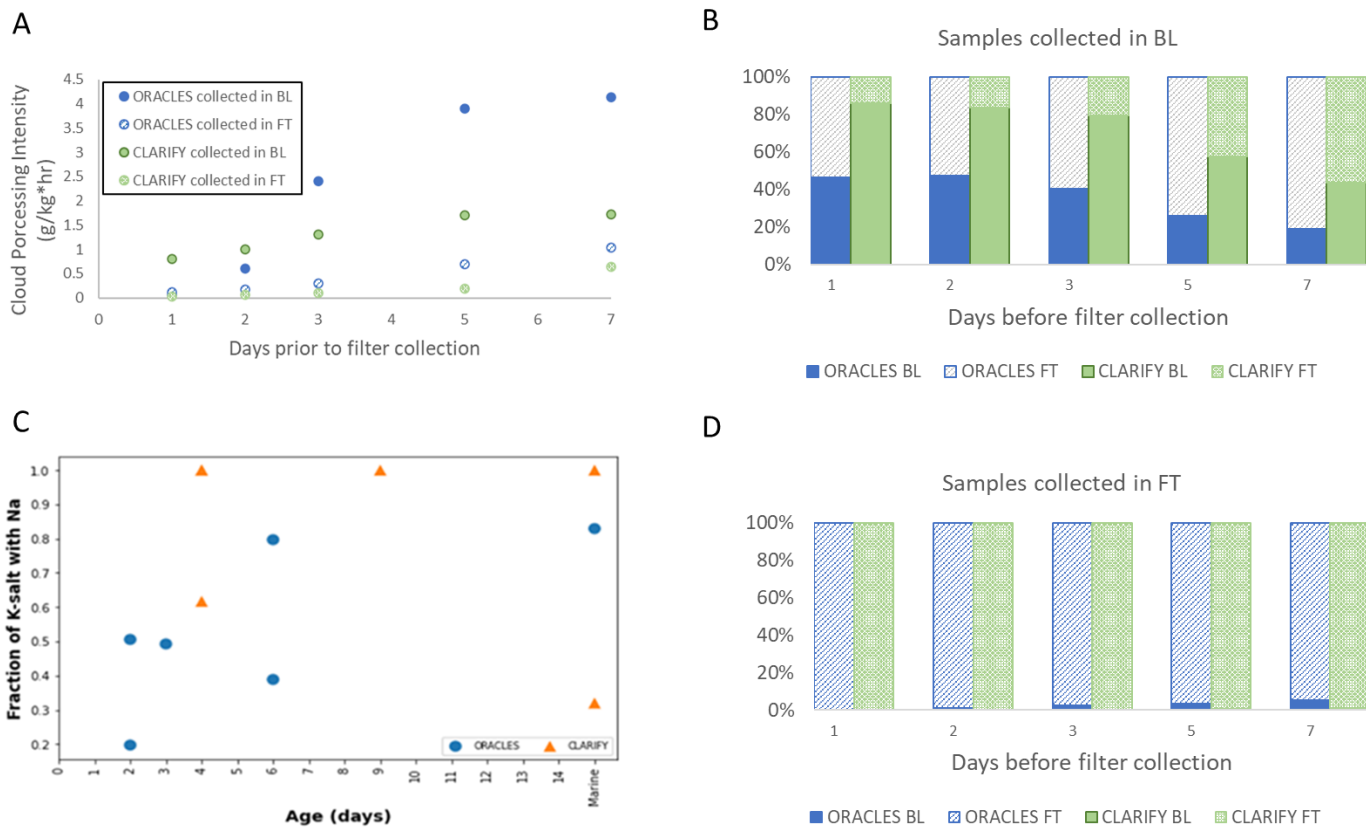 A
Cloud Porcessing Intensity
(g/kg*hr)
4.5
4
3.5
3
2.5
2
1.5
1
0.5
0
ORACLES collected in BL
ORACLES collected in FT
CLARIFY collected in BL
CLARIFY collected in FT
0 1 2 3 4 5 6 7
Days prior to filter collection
B
Samples collected in BL
100%
80%
60%
40%
20%
0%
1 2 3 5 7
Days before filter collection
ORACLES BL ORACLES FT CLARIFY BL CLARIFY FT
C
Fraction of K-salt with Na
1.0
0.9
0.8
0.7
0.6
0.5
0.4
0.3
0.2
ORACLES CLARIFY
0 1 2 3 4 5 6 7 8 9 10 11 12 13 14 Marine
Age (days)
D
Samples collected in FT
100%
80%
60%
40%
20%
0%
1 2 3 5 7
Days before filter collection
ORACLES BL ORACLES FT CLARIFY BL CLARIFY FT